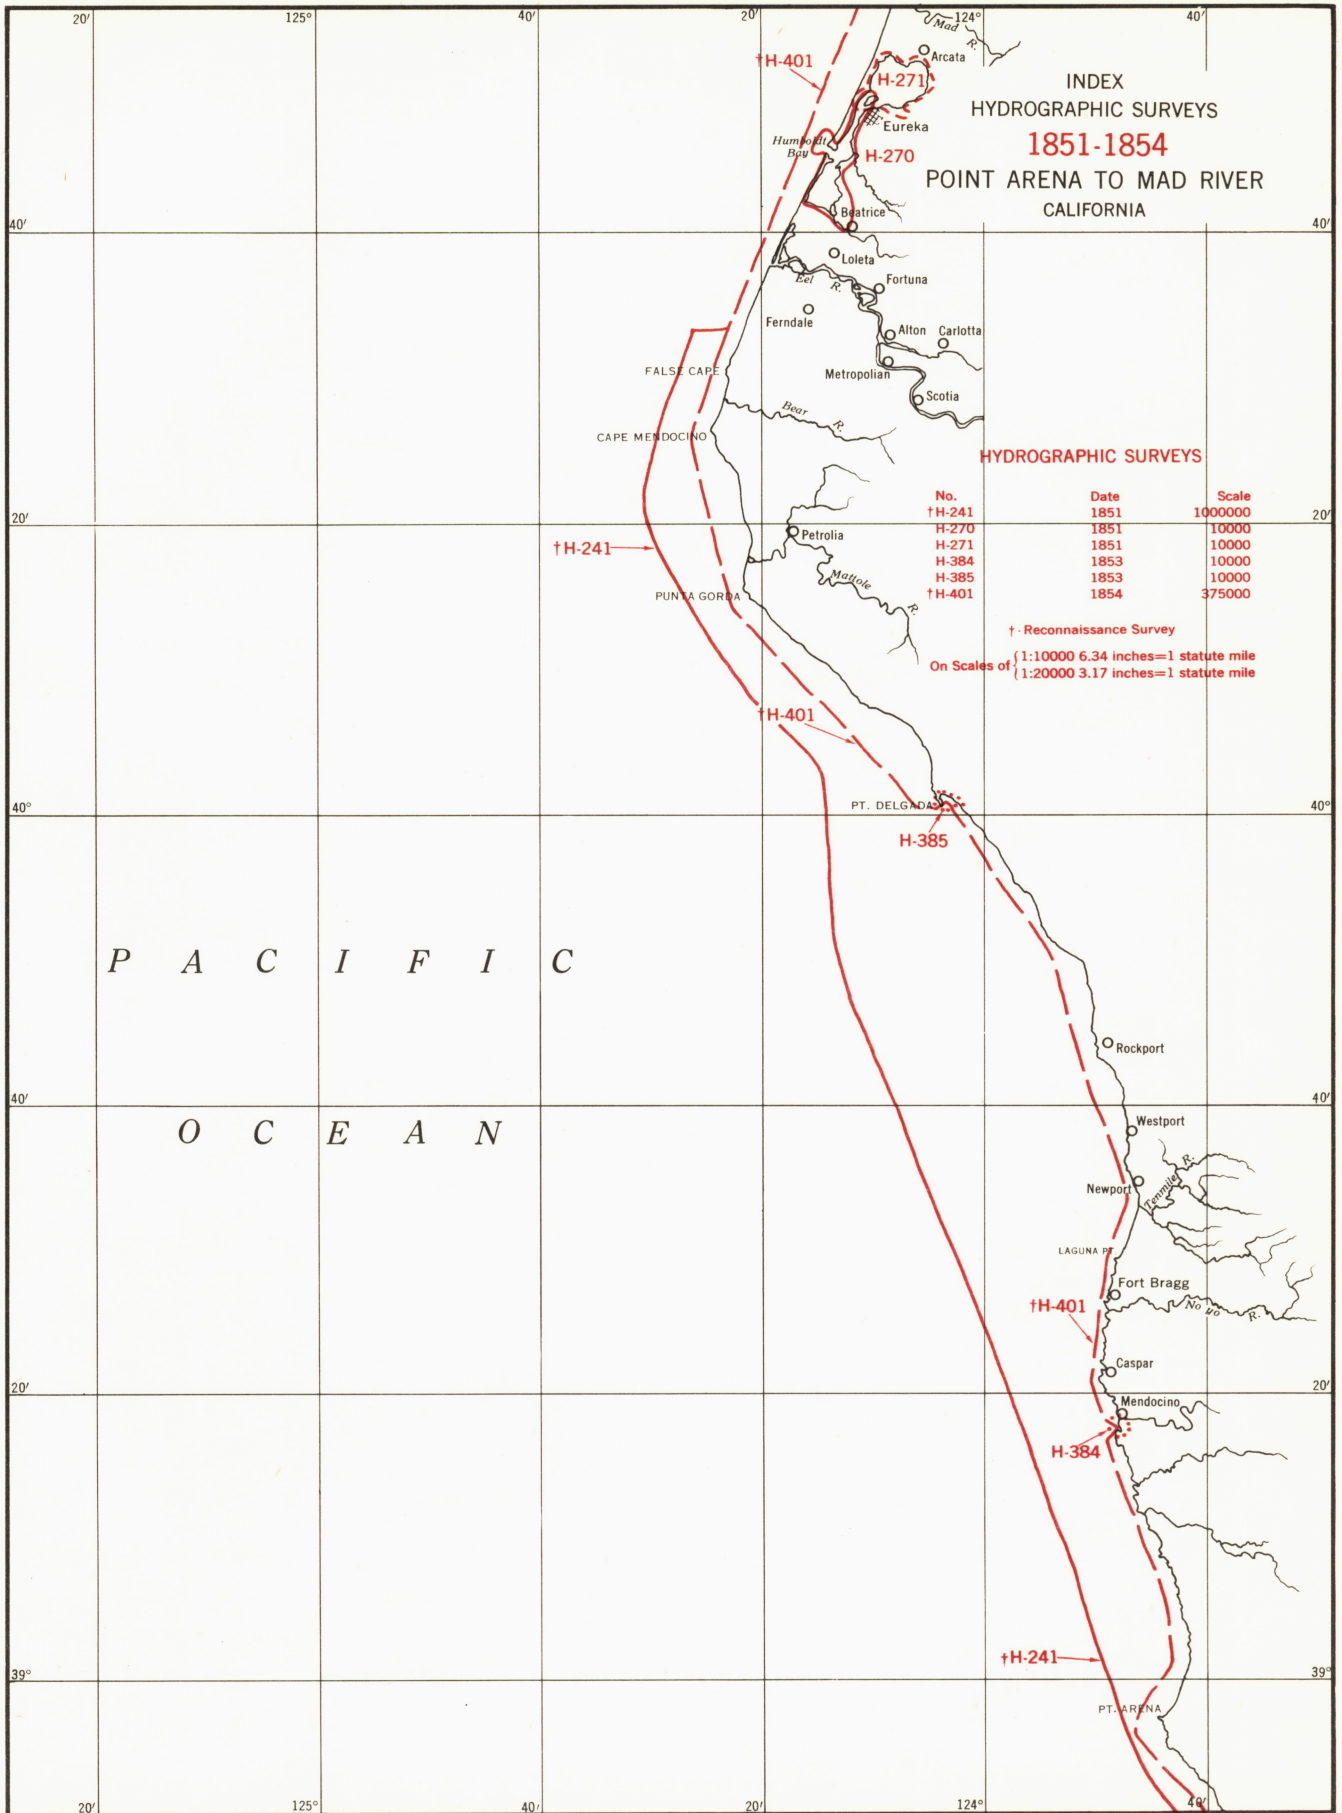 20′ 125° 40′ 20′ 124° 40′
Mad R.
Arcata
†H-401
H-271
INDEX
HYDROGRAPHIC SURVEYS
1851-1854
POINT ARENA TO MAD RIVER
CALIFORNIA
Eureka
Humboldt
Bay
H-270
Beatrice
40′ 40′
Loleta
Eel R.
Fortuna
Ferndale
Alton Carlotta
FALSE CAPE
Metropolian
Scotia
Bear R.
CAPE MENDOCINO
HYDROGRAPHIC SURVEYS
No. Date Scale
†H-241 1851 1000000
H-270 1851 10000
H-271 1851 10000
H-384 1853 10000
H-385 1853 10000
†H-401 1854 375000
20′ 20′
Petrolia
†H-241
Mattole R.
PUNTA GORDA
† · Reconnaissance Survey
On Scales of
1:10000 6.34 inches=1 statute mile
1:20000 3.17 inches=1 statute mile
†H-401
PT. DELGADA
40° 40°
H-385
PACIFIC
Rockport
40′ 40′
OCEAN
Westport
Newport
Tenmile R.
LAGUNA PT
Fort Bragg
†H-401
Noyo R.
Caspar
20′ 20′
Mendocino
H-384
†H-241
39° 39°
PT. ARENA
20′ 125° 40′ 20′ 124° 40′